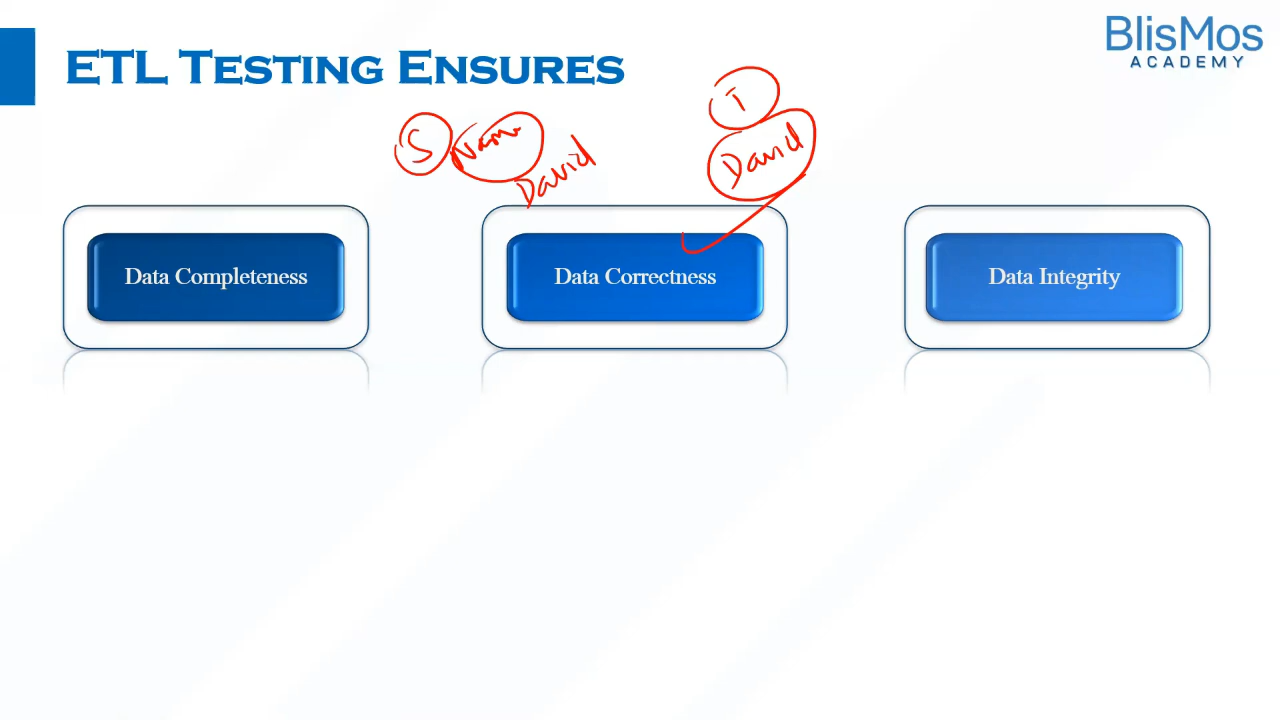 BlisMos
ACADEMY
ETL TESTING ENSURES
S Name
David
T
David
Data Completeness
Data Correctness
Data Integrity